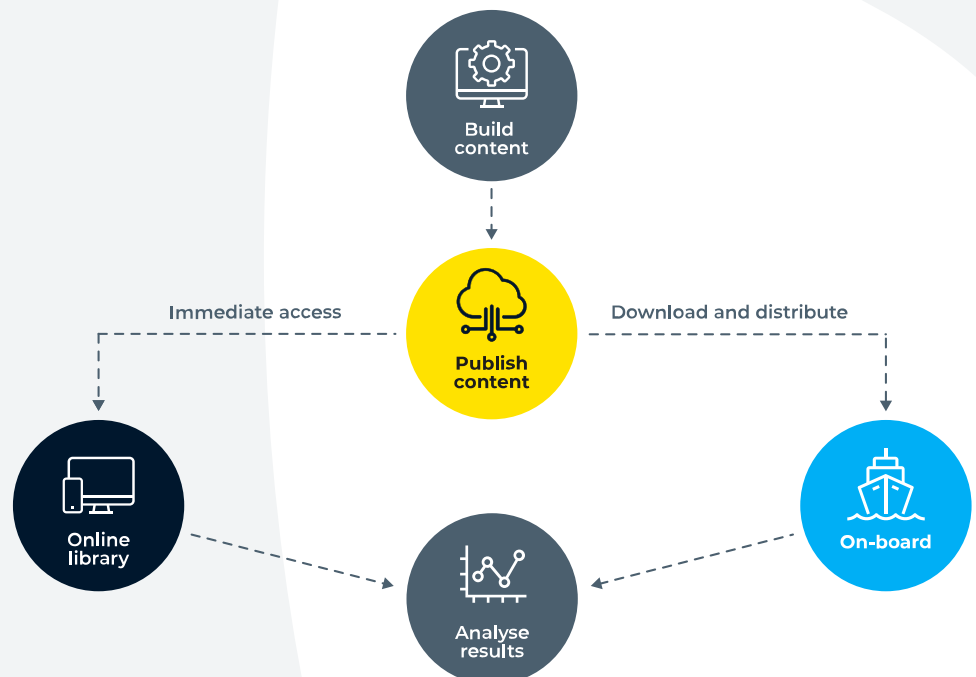 Build
content
Immediate access
Download and distribute
Publish
content
Online
library
On-board
Analyse
results